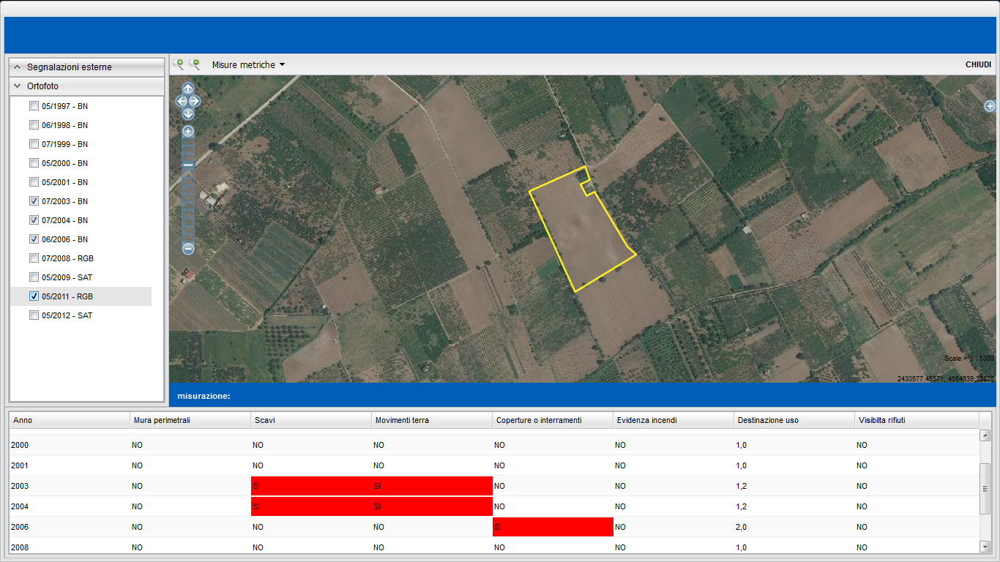 Misure metriche
CHIUDI
Segnalazioni esterne
Ortofoto
05/1997 - BN
06/1998 - BN
07/1999 - BN
05/2000 - BN
05/2001 - BN
07/2003 - BN
07/2004 - BN
06/2006 - BN
07/2008 - RGB
05/2009 - SAT
05/2011 - RGB
05/2012 - SAT
Scale = 1 : 5000
misurazione:
Anno Mura perimetrali Scavi Movimenti terra Coperture o interramenti Evidenza incendi Destinazione uso Visibilta rifiuti
2000 NO NO NO NO NO 1,0 NO
2001 NO NO NO NO NO 1,0 NO
2003 NO SI SI NO NO 1,2 NO
2004 NO SI SI NO NO 1,2 NO
2006 NO NO NO SI NO 2,0 NO
2008 NO NO NO NO NO 1,0 NO